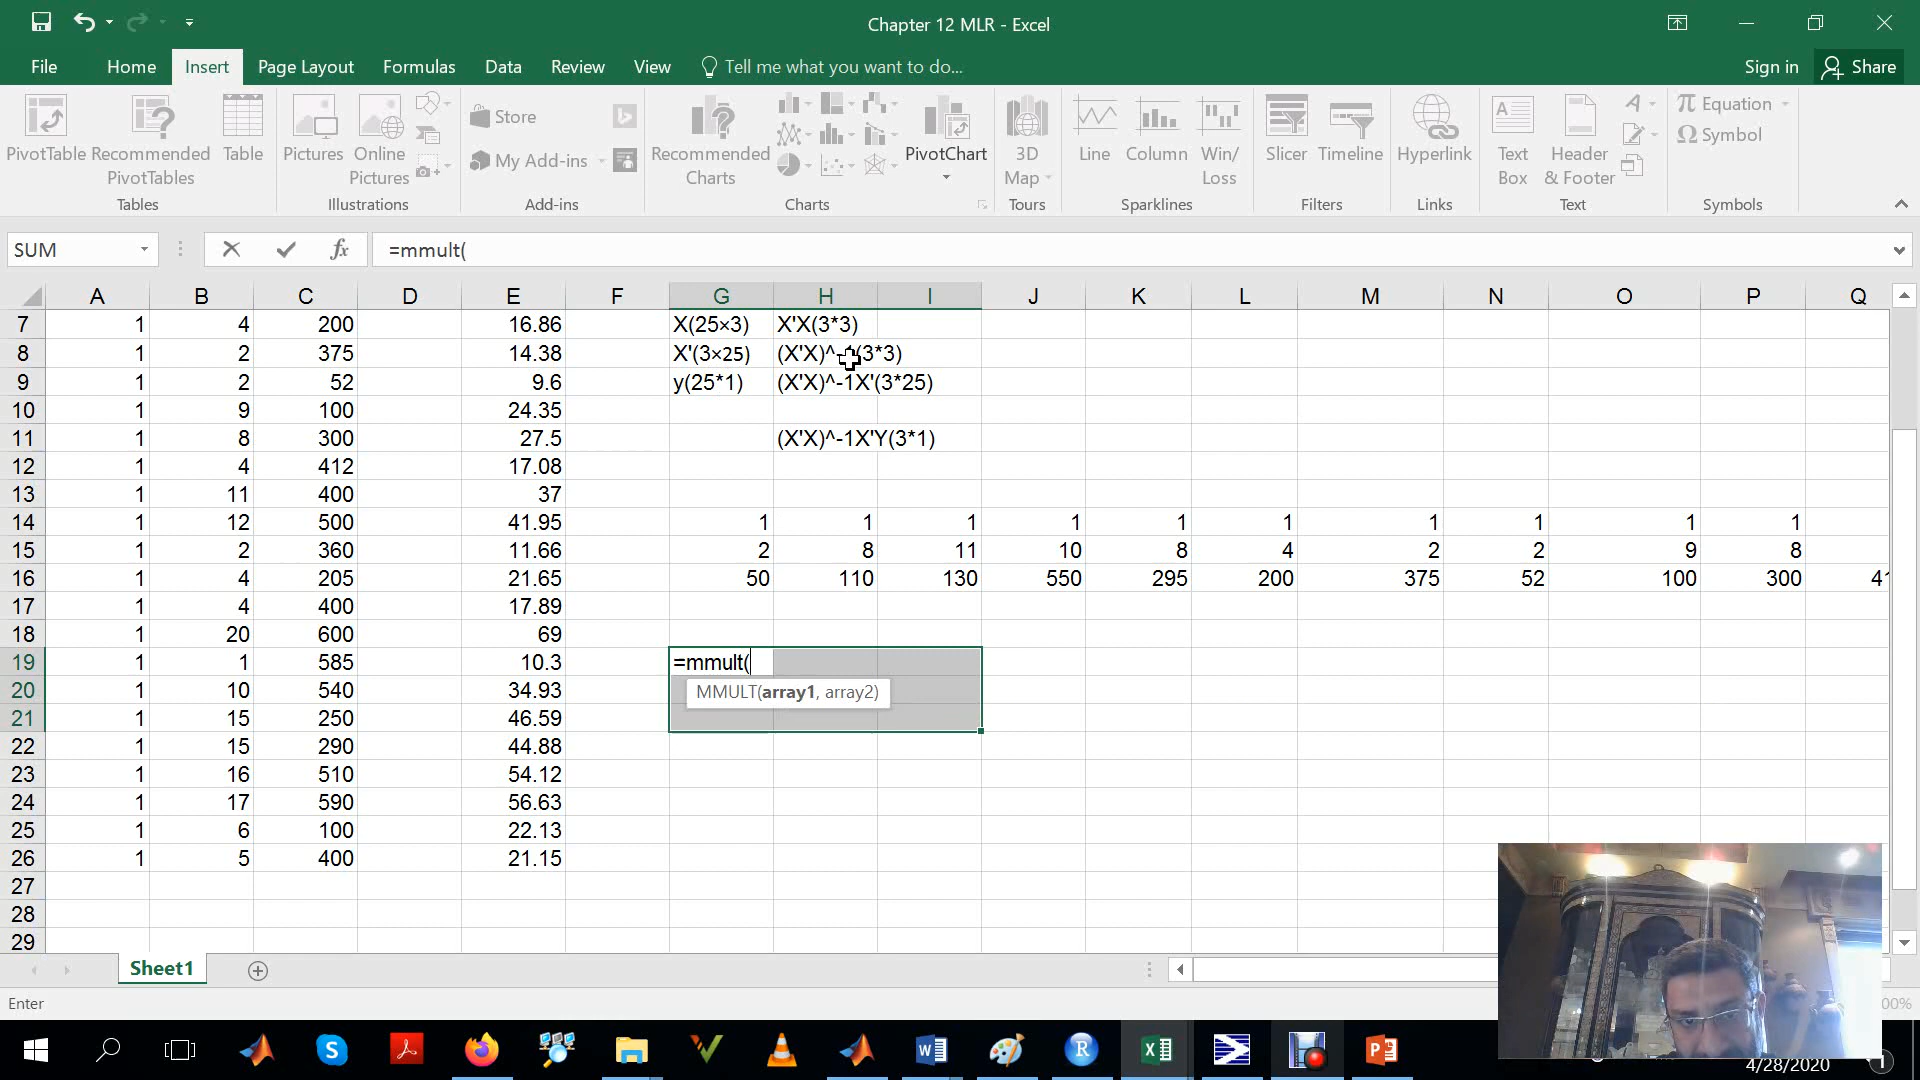 Chapter 12 MLR - Excel
File Home Insert Page Layout Formulas Data Review View Tell me what you want to do... Sign in Share
PivotTable Recommended PivotTables Table
Tables
Pictures Online Pictures
Illustrations
Store
My Add-ins
Add-ins
Recommended Charts
PivotChart
Charts
3D Map
Tours
Line Column Win/Loss
Sparklines
Slicer Timeline
Filters
Hyperlink
Links
Text Box Header & Footer
Text
Equation
Symbol
Symbols
SUM fx =mmult(
A B C D E F G H I J K L M N O P Q
7 1 4 200 16.86 X(25×3) X'X(3*3)
8 1 2 375 14.38 X'(3×25) (X'X)^-1(3*3)
9 1 2 52 9.6 y(25*1) (X'X)^-1X'(3*25)
10 1 9 100 24.35
11 1 8 300 27.5 (X'X)^-1X'Y(3*1)
12 1 4 412 17.08
13 1 11 400 37
14 1 12 500 41.95 1 1 1 1 1 1 1 1 1 1
15 1 2 360 11.66 2 8 11 10 8 4 2 2 9 8
16 1 4 205 21.65 50 110 130 550 295 200 375 52 100 300
17 1 4 400 17.89
18 1 20 600 69
19 1 1 585 10.3 =mmult(
20 1 10 540 34.93 MMULT(array1, array2)
21 1 15 250 46.59
22 1 15 290 44.88
23 1 16 510 54.12
24 1 17 590 56.63
25 1 6 100 22.13
26 1 5 400 21.15
27
28
29
Sheet1
Enter
4/28/2020